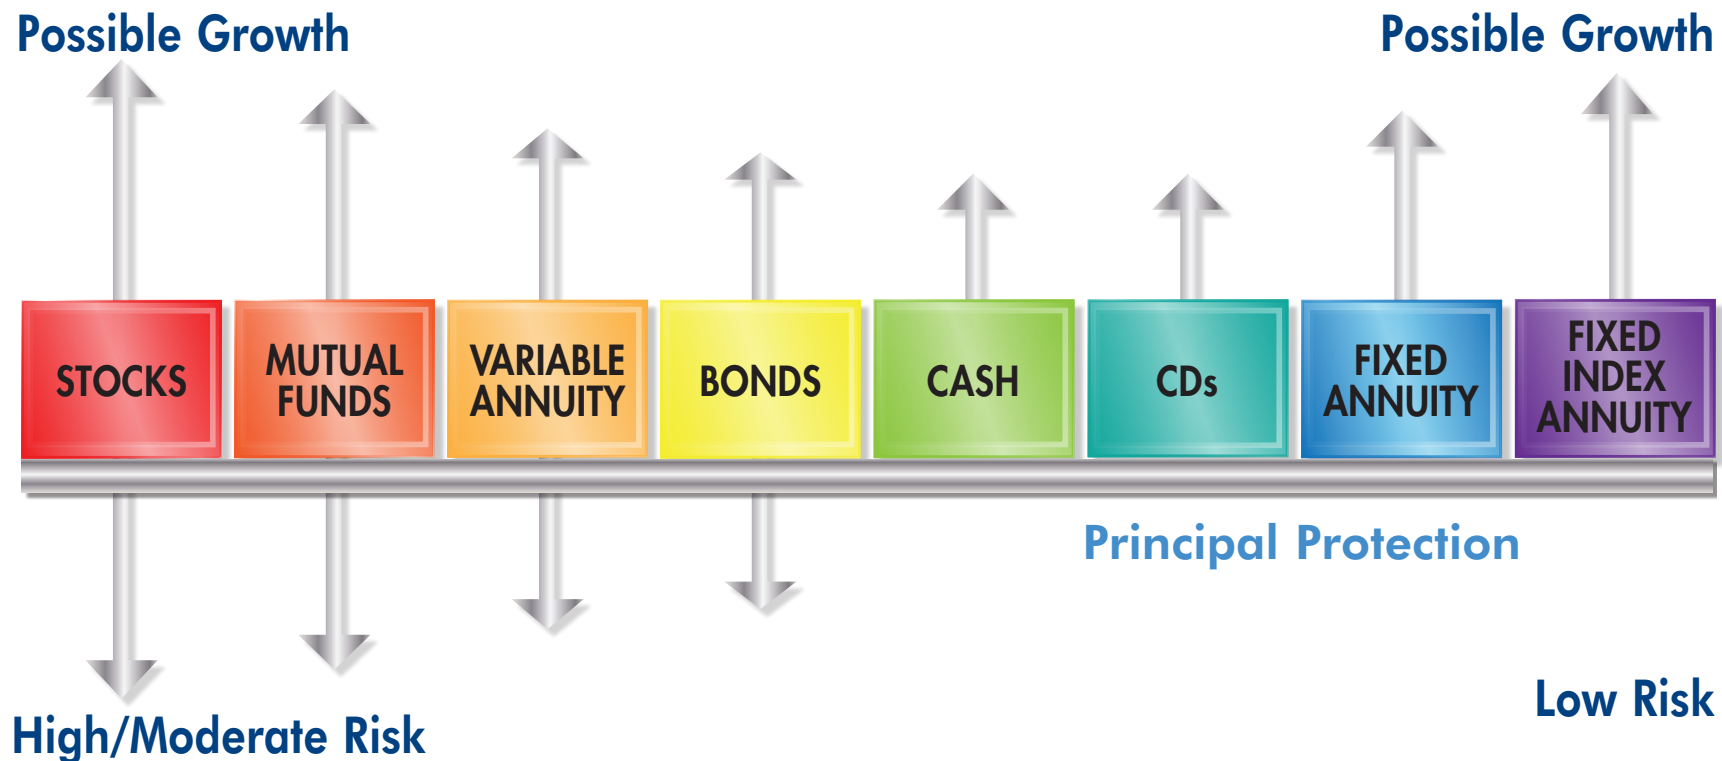 Possible Growth
Possible Growth
STOCKS
MUTUAL
FUNDS
VARIABLE
ANNUITY
BONDS
CASH
CDs
FIXED
ANNUITY
FIXED
INDEX
ANNUITY
Principal Protection
Low Risk
High/Moderate Risk